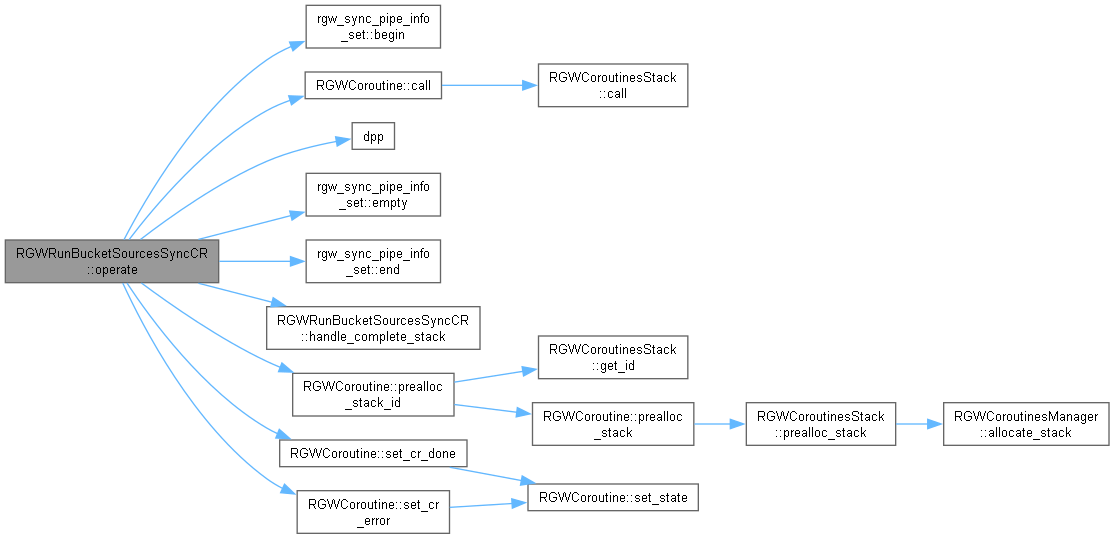 rgw_sync_pipe_info
_set::begin
RGWCoroutine::call
RGWCoroutinesStack
::call
dpp
rgw_sync_pipe_info
_set::empty
RGWRunBucketSourcesSyncCR
::operate
rgw_sync_pipe_info
_set::end
RGWRunBucketSourcesSyncCR
::handle_complete_stack
RGWCoroutine::prealloc
_stack_id
RGWCoroutinesStack
::get_id
RGWCoroutine::prealloc
_stack
RGWCoroutinesStack
::prealloc_stack
RGWCoroutinesManager
::allocate_stack
RGWCoroutine::set_cr_done
RGWCoroutine::set_cr
_error
RGWCoroutine::set_state